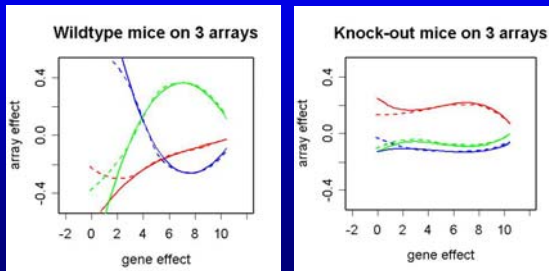 Wildtype mice on 3 arrays
array effect
0.4
0.0
-0.4
-2 0 2 4 6 8 10
gene effect
Knock-out mice on 3 arrays
array effect
0.4
0.0
-0.4
-2 0 2 4 6 8 10
gene effect